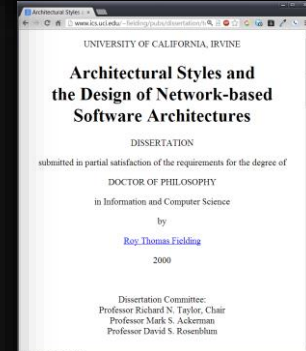 Architectural Styles
www.ics.uci.edu/~fielding/pubs/dissertation/
UNIVERSITY OF CALIFORNIA, IRVINE
Architectural Styles and
the Design of Network-based
Software Architectures
DISSERTATION
submitted in partial satisfaction of the requirements for the degree of
DOCTOR OF PHILOSOPHY
in Information and Computer Science
by
Roy Thomas Fielding
2000
Dissertation Committee:
Professor Richard N. Taylor, Chair
Professor Mark S. Ackerman
Professor David S. Rosenblum